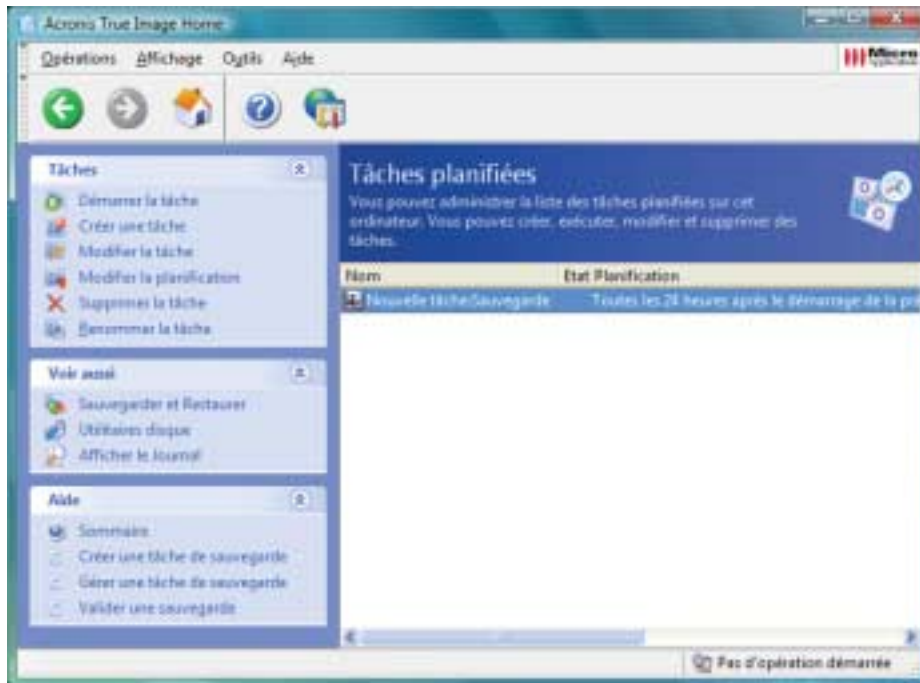 Acronis True Image Home
Opérations Affichage Outils Aide
Micro Application
Tâches
Démarrer la tâche
Créer une tâche
Modifier la tâche
Modifier la planification
Supprimer la tâche
Renommer la tâche
Voir aussi
Sauvegarder et Restaurer
Utilitaires disque
Afficher le Journal
Aide
Sommaire
Créer une tâche de sauvegarde
Gérer une tâche de sauvegarde
Valider une sauvegarde
Tâches planifiées
Vous pouvez administrer la liste des tâches planifiées sur cet
ordinateur. Vous pouvez créer, exécuter, modifier et supprimer des
tâches.
Nom Etat Planification
Nouvelle tâche:Sauvegarde Toutes les 28 heures après le démarrage de la pr
Pas d'opération démarrée